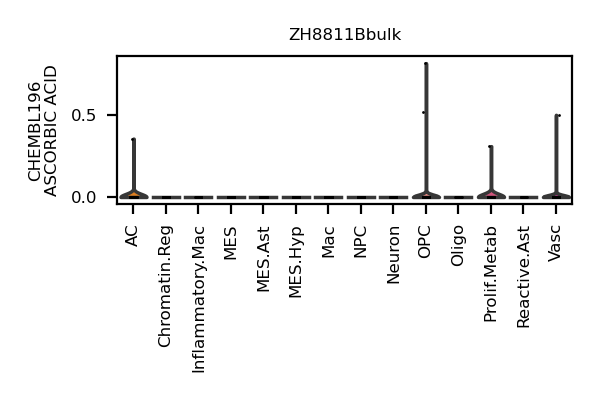 ZH8811Bbulk
CHEMBL196
ASCORBIC ACID
0.5
0.0
AC
Chromatin.Reg
Inflammatory.Mac
MES
MES.Ast
MES.Hyp
Mac
NPC
Neuron
OPC
Oligo
Prolif.Metab
Reactive.Ast
Vasc